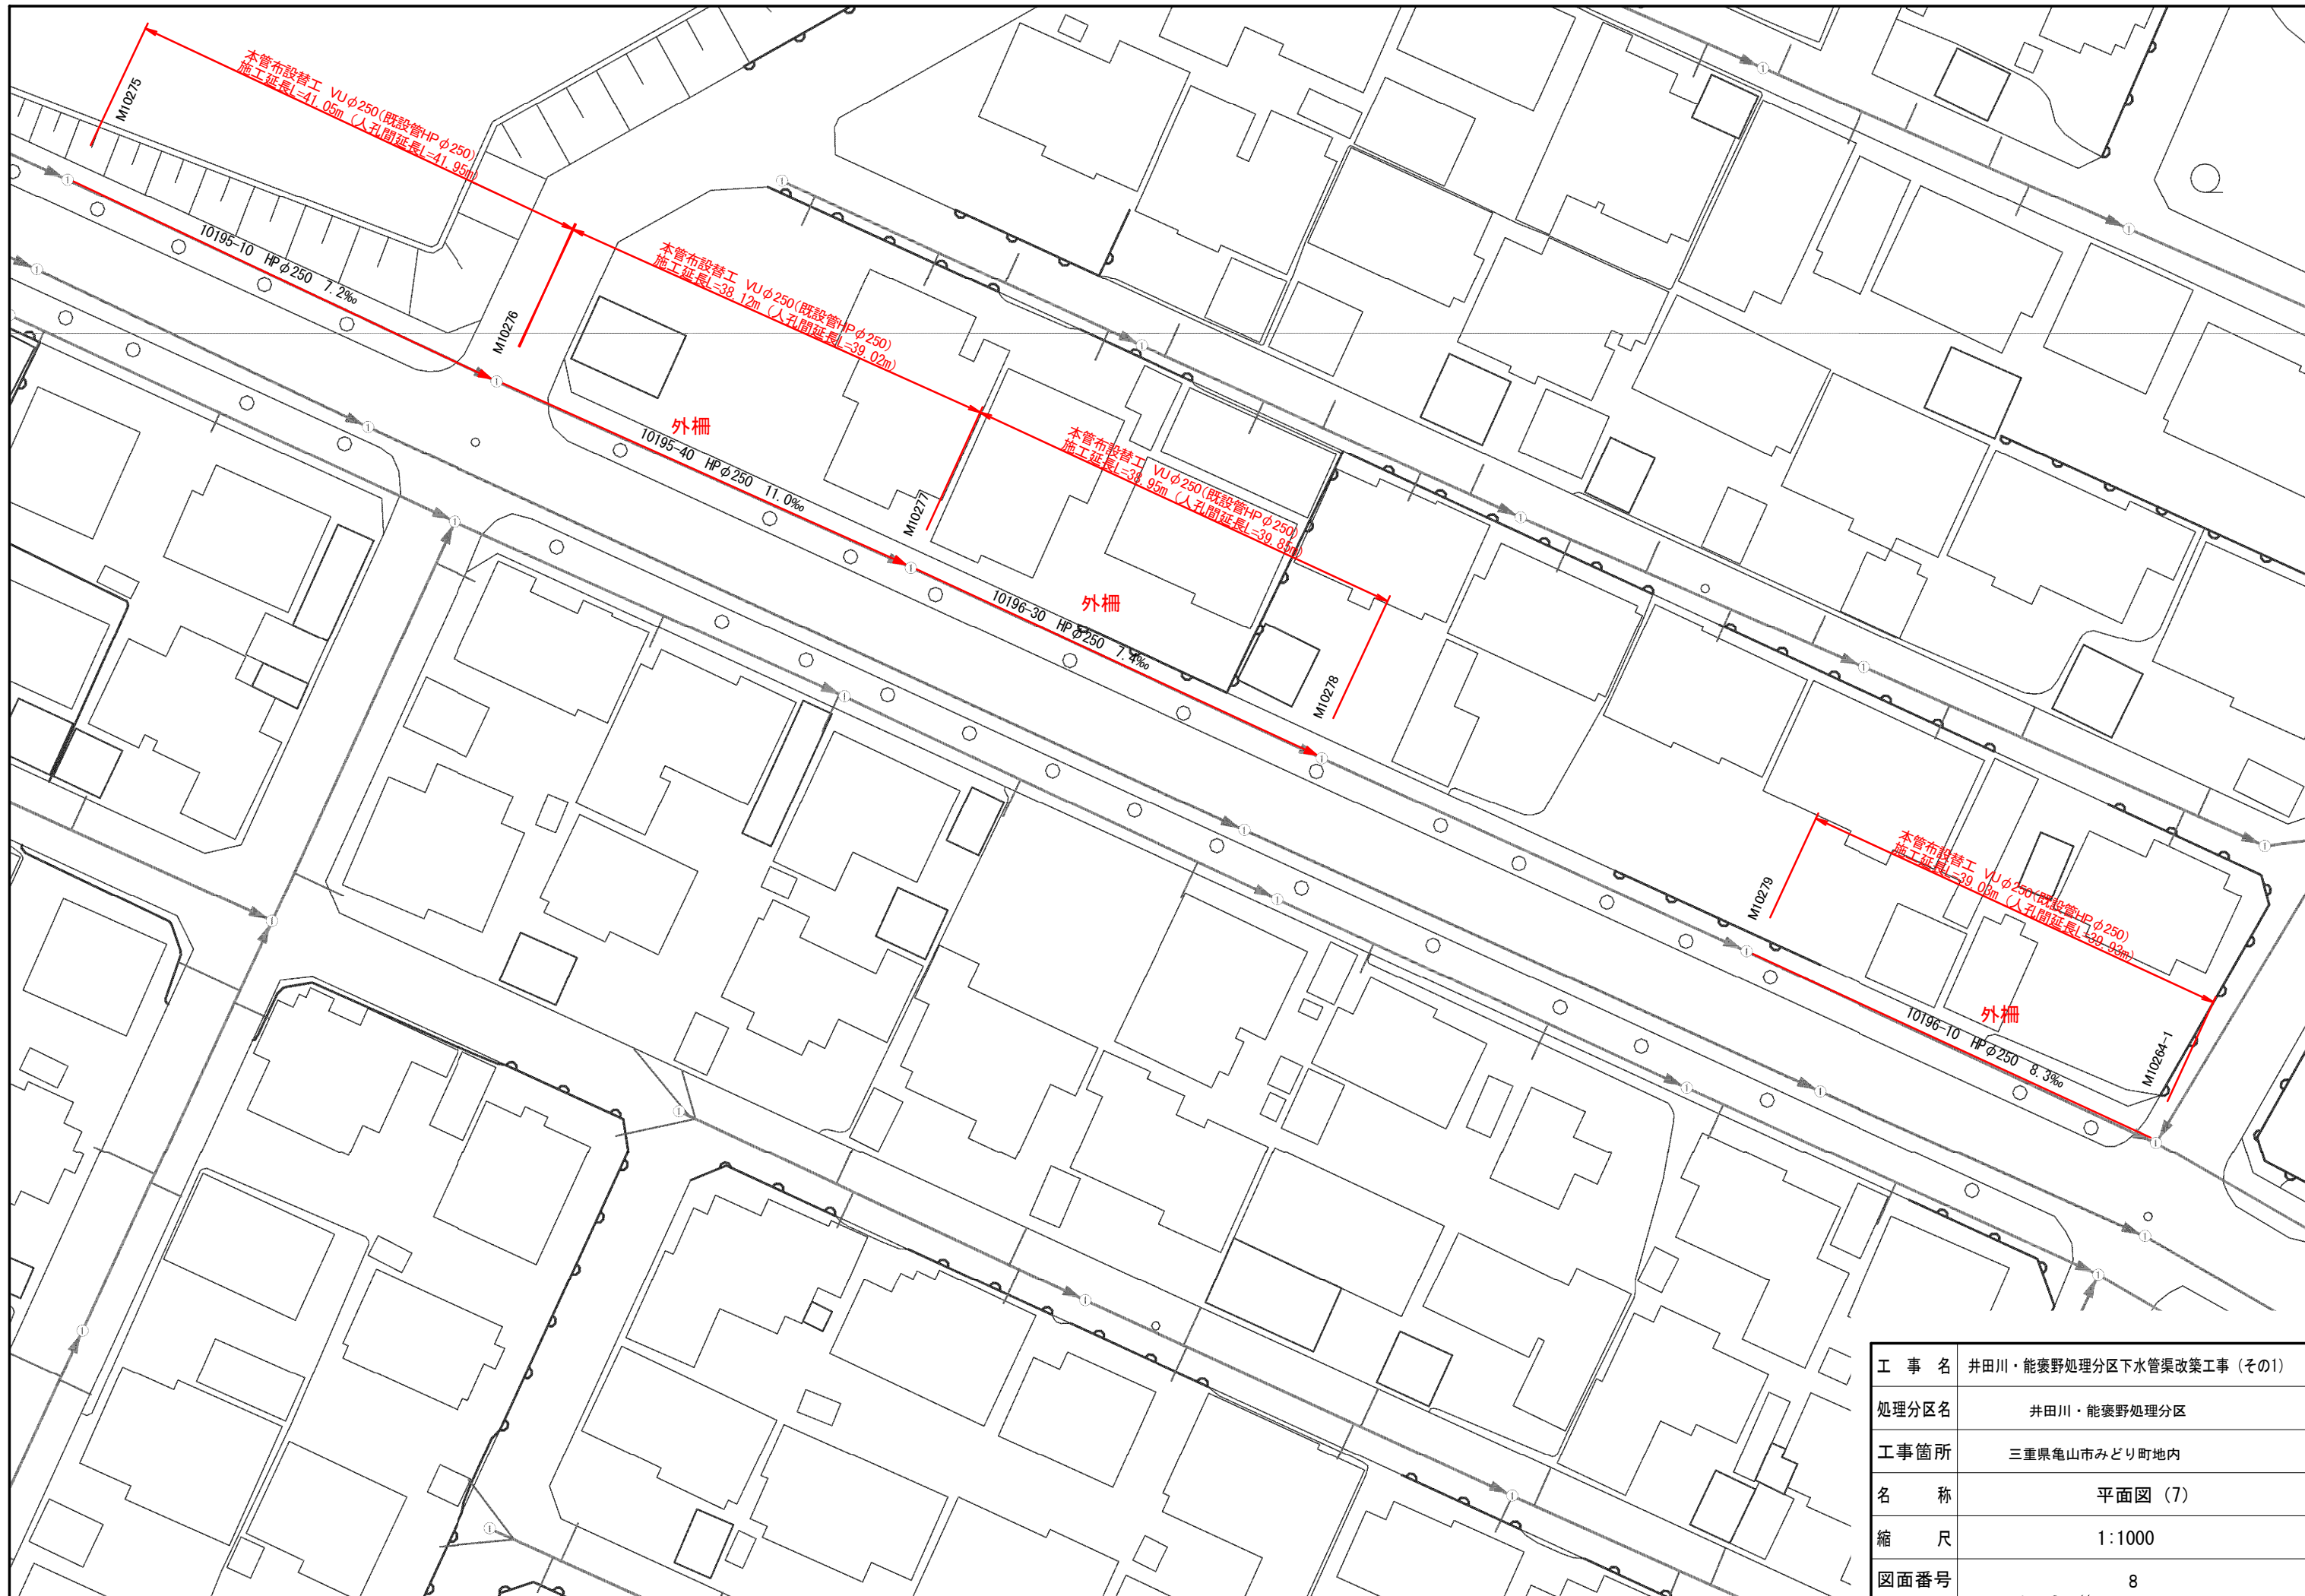 本管布設替工 VUφ250(既設管HPφ250)
施工延長L=41.05m (人孔間延長L=41.95m)
M10275
10195-10 HPφ250 7.2‰
M10276
本管布設替工 VUφ250(既設管HPφ250)
施工延長L=38.12m (人孔間延長L=39.02m)
外柵
10195-40 HPφ250 11.0‰
M10277
本管布設替工 VUφ250(既設管HPφ250)
施工延長L=38.95m (人孔間延長L=39.85m)
外柵
10196-30 HPφ250 7.4‰
M10278
本管布設替工 VUφ250(既設管HPφ250)
施工延長L=39.03m (人孔間延長L=39.93m)
M10279
外柵
10196-10 HPφ250 8.3‰
M10264-1
工事名 井田川・能褒野処理分区下水管渠改築工事(その1)
処理分区名 井田川・能褒野処理分区
工事箇所 三重県亀山市みどり町地内
名称 平面図(7)
縮尺 1:1000
図面番号 8